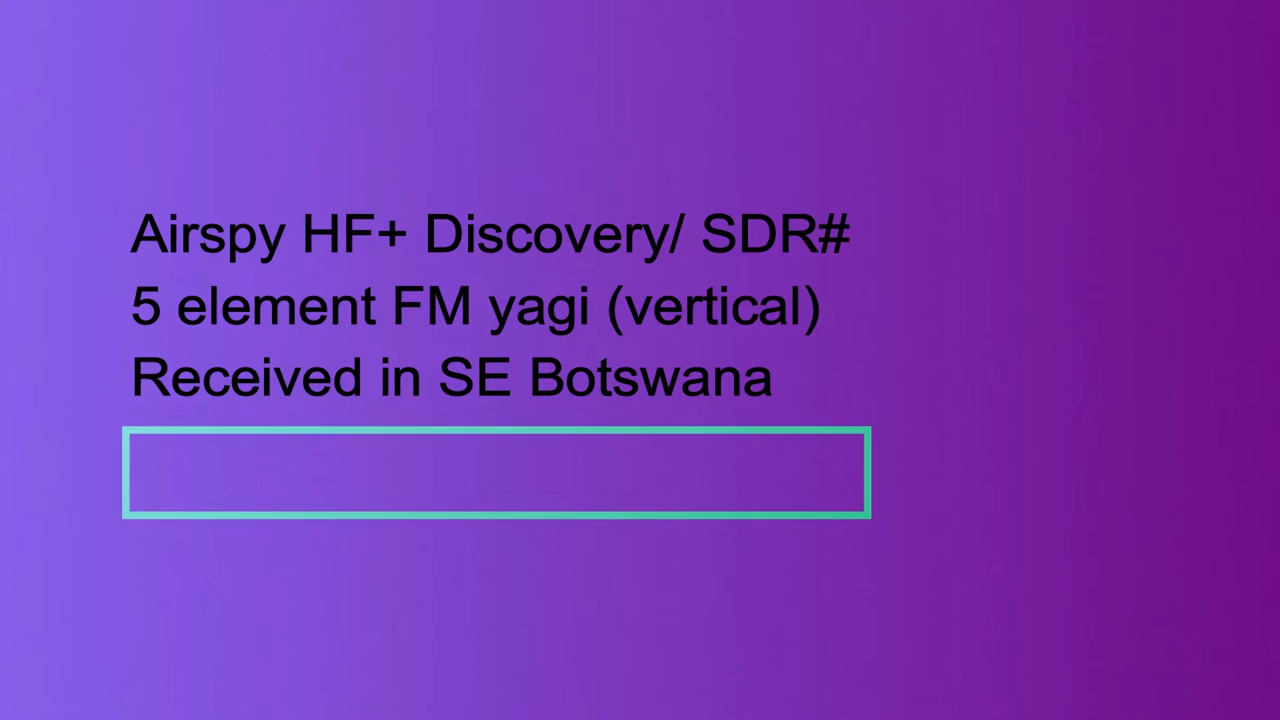 Airspy HF+ Discovery/ SDR#
5 element FM yagi (vertical)
Received in SE Botswana